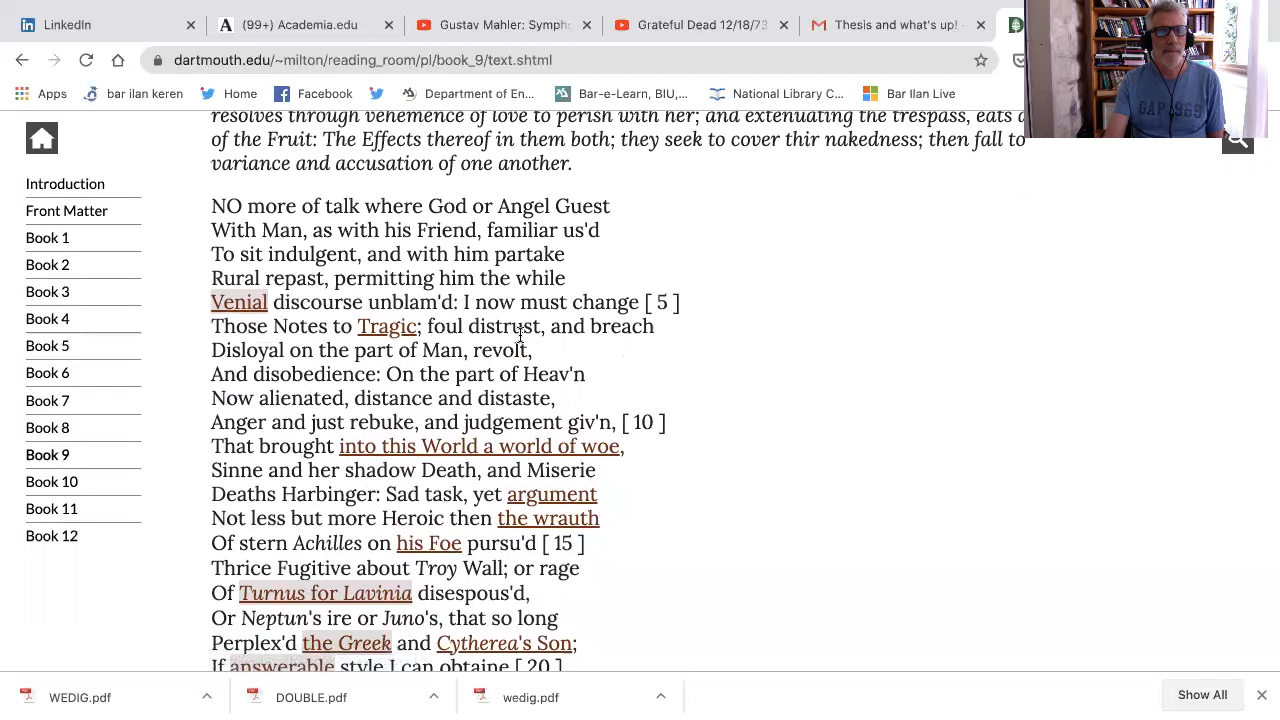 LinkedIn
(99+) Academia.edu
Gustav Mahler: Sympho
Grateful Dead 12/18/73
Thesis and what's up! -
dartmouth.edu/~milton/reading_room/pl/book_9/text.shtml
Apps
bar ilan keren
Home
Facebook
Department of En...
Bar-e-Learn, BIU,...
National Library C...
Bar Ilan Live
resolves through vehemence of love to perish with her; and extenuating the trespass, eats
of the Fruit: The Effects thereof in them both; they seek to cover thir nakedness; then fall to
variance and accusation of one another.
Introduction
Front Matter
Book 1
Book 2
Book 3
Book 4
Book 5
Book 6
Book 7
Book 8
Book 9
Book 10
Book 11
Book 12
NO more of talk where God or Angel Guest
With Man, as with his Friend, familiar us'd
To sit indulgent, and with him partake
Rural repast, permitting him the while
Venial discourse unblam'd: I now must change [ 5 ]
Those Notes to Tragic; foul distrust, and breach
Disloyal on the part of Man, revolt,
And disobedience: On the part of Heav'n
Now alienated, distance and distaste,
Anger and just rebuke, and judgement giv'n, [ 10 ]
That brought into this World a world of woe,
Sinne and her shadow Death, and Miserie
Deaths Harbinger: Sad task, yet argument
Not less but more Heroic then the wrauth
Of stern Achilles on his Foe pursu'd [ 15 ]
Thrice Fugitive about Troy Wall; or rage
Of Turnus for Lavinia disespous'd,
Or Neptun's ire or Juno's, that so long
Perplex'd the Greek and Cytherea's Son;
If answerable style I can obtaine [ 20 ]
GAP 1969
WEDIG.pdf
DOUBLE.pdf
wedig.pdf
Show All